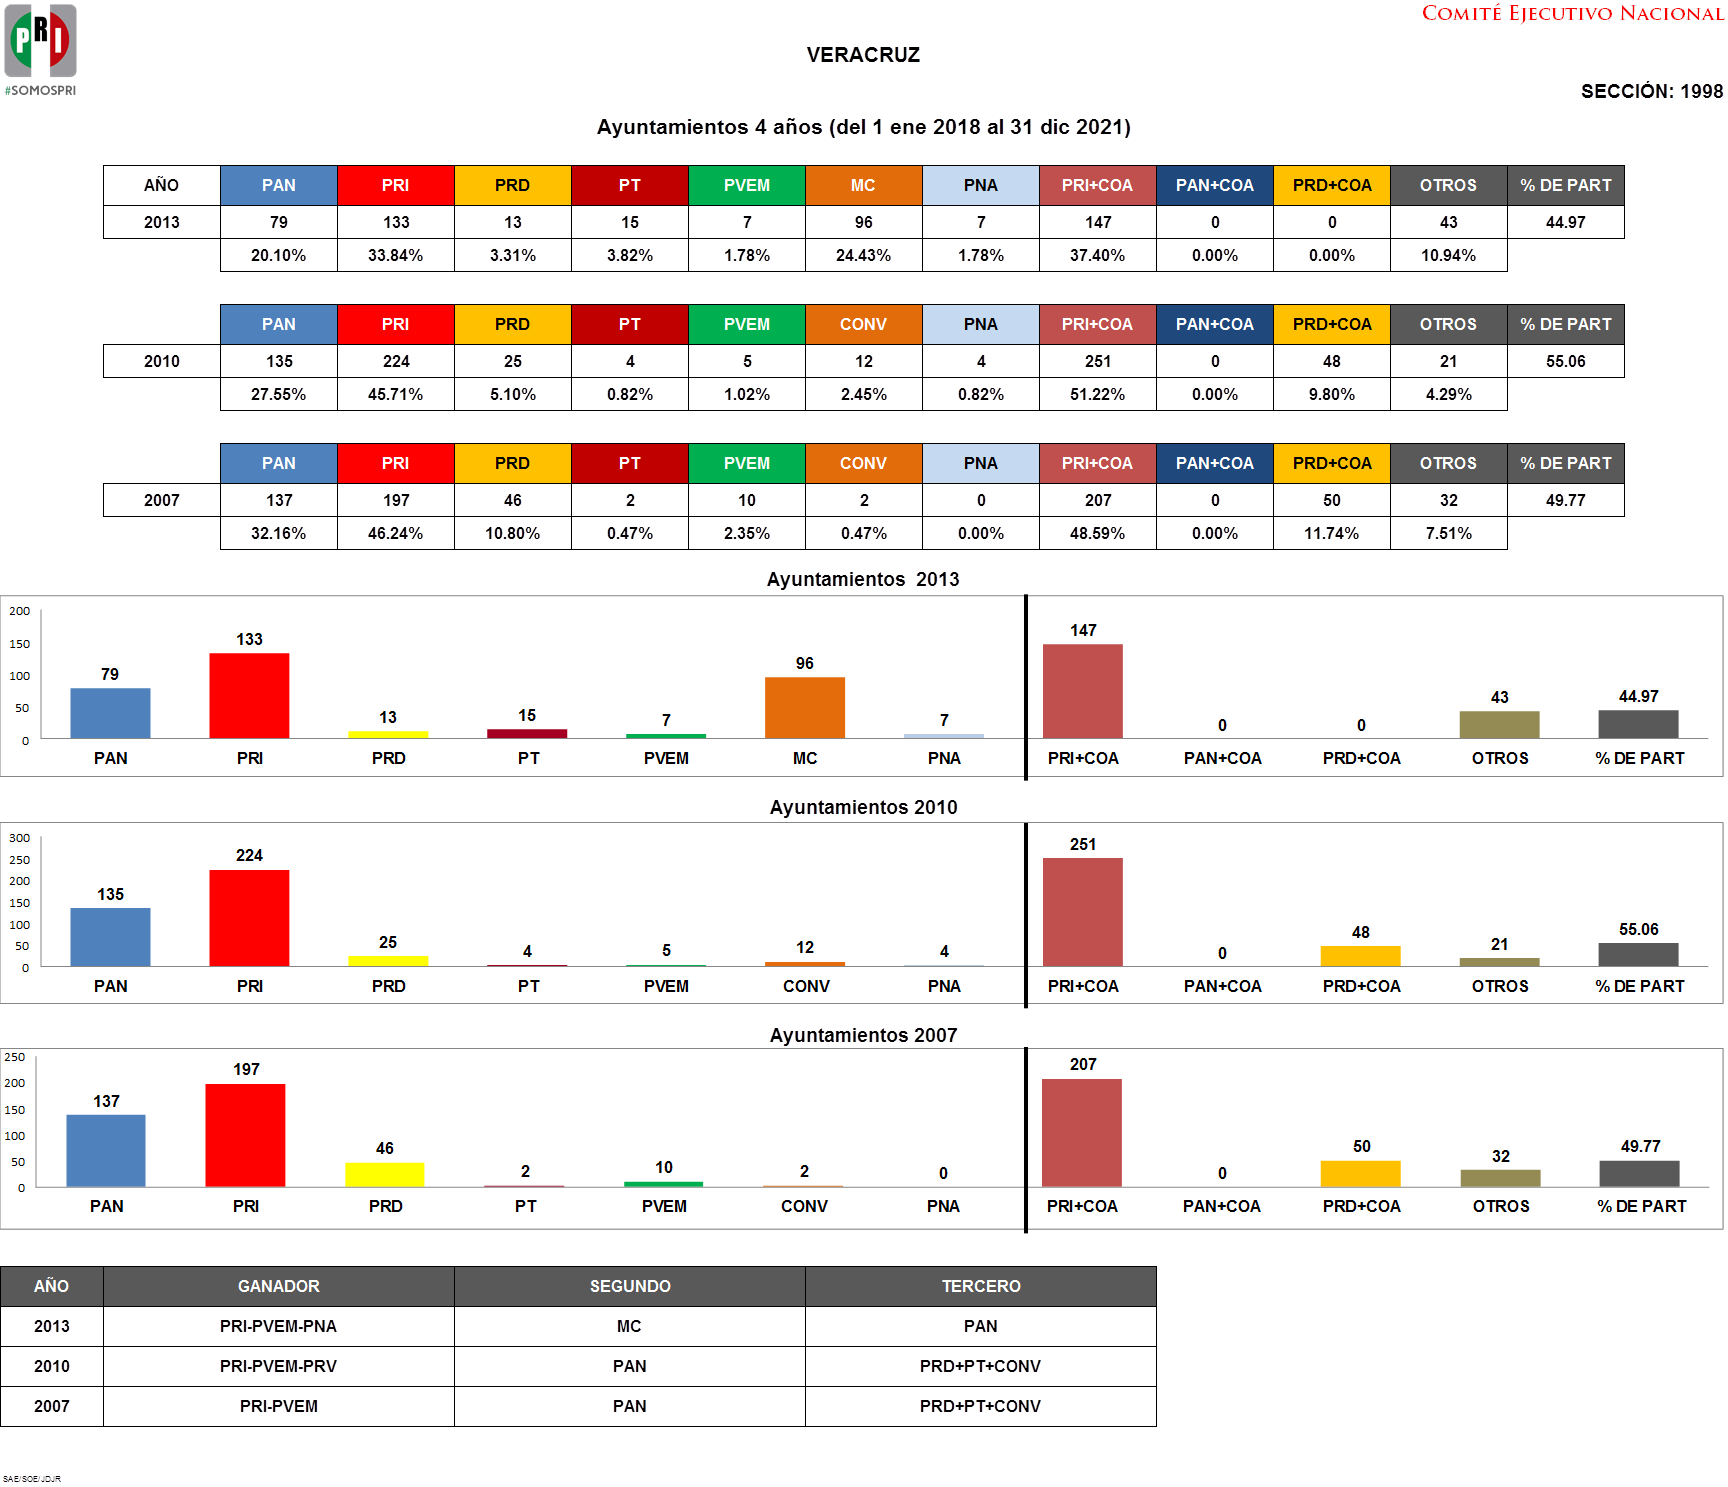 PRI
#SOMOSPRI
COMITÉ EJECUTIVO NACIONAL
VERACRUZ
SECCIÓN: 1998
Ayuntamientos 4 años (del 1 ene 2018 al 31 dic 2021)
AÑO PAN PRI PRD PT PVEM MC PNA PRI+COA PAN+COA PRD+COA OTROS % DE PART
2013 79 133 13 15 7 96 7 147 0 0 43 44.97
20.10% 33.84% 3.31% 3.82% 1.78% 24.43% 1.78% 37.40% 0.00% 0.00% 10.94%
PAN PRI PRD PT PVEM CONV PNA PRI+COA PAN+COA PRD+COA OTROS % DE PART
2010 135 224 25 4 5 12 4 251 0 48 21 55.06
27.55% 45.71% 5.10% 0.82% 1.02% 2.45% 0.82% 51.22% 0.00% 9.80% 4.29%
PAN PRI PRD PT PVEM CONV PNA PRI+COA PAN+COA PRD+COA OTROS % DE PART
2007 137 197 46 2 10 2 0 207 0 50 32 49.77
32.16% 46.24% 10.80% 0.47% 2.35% 0.47% 0.00% 48.59% 0.00% 11.74% 7.51%
Ayuntamientos 2013
200
150
100
50
0
79 133 13 15 7 96 7 147 0 0 43 44.97
PAN PRI PRD PT PVEM MC PNA PRI+COA PAN+COA PRD+COA OTROS % DE PART
Ayuntamientos 2010
300
250
200
150
100
50
0
135 224 25 4 5 12 4 251 0 48 21 55.06
PAN PRI PRD PT PVEM CONV PNA PRI+COA PAN+COA PRD+COA OTROS % DE PART
Ayuntamientos 2007
250
200
150
100
50
0
137 197 46 2 10 2 0 207 0 50 32 49.77
PAN PRI PRD PT PVEM CONV PNA PRI+COA PAN+COA PRD+COA OTROS % DE PART
AÑO GANADOR SEGUNDO TERCERO
2013 PRI-PVEM-PNA MC PAN
2010 PRI-PVEM-PRV PAN PRD+PT+CONV
2007 PRI-PVEM PAN PRD+PT+CONV
SAE/SOE/JDJR